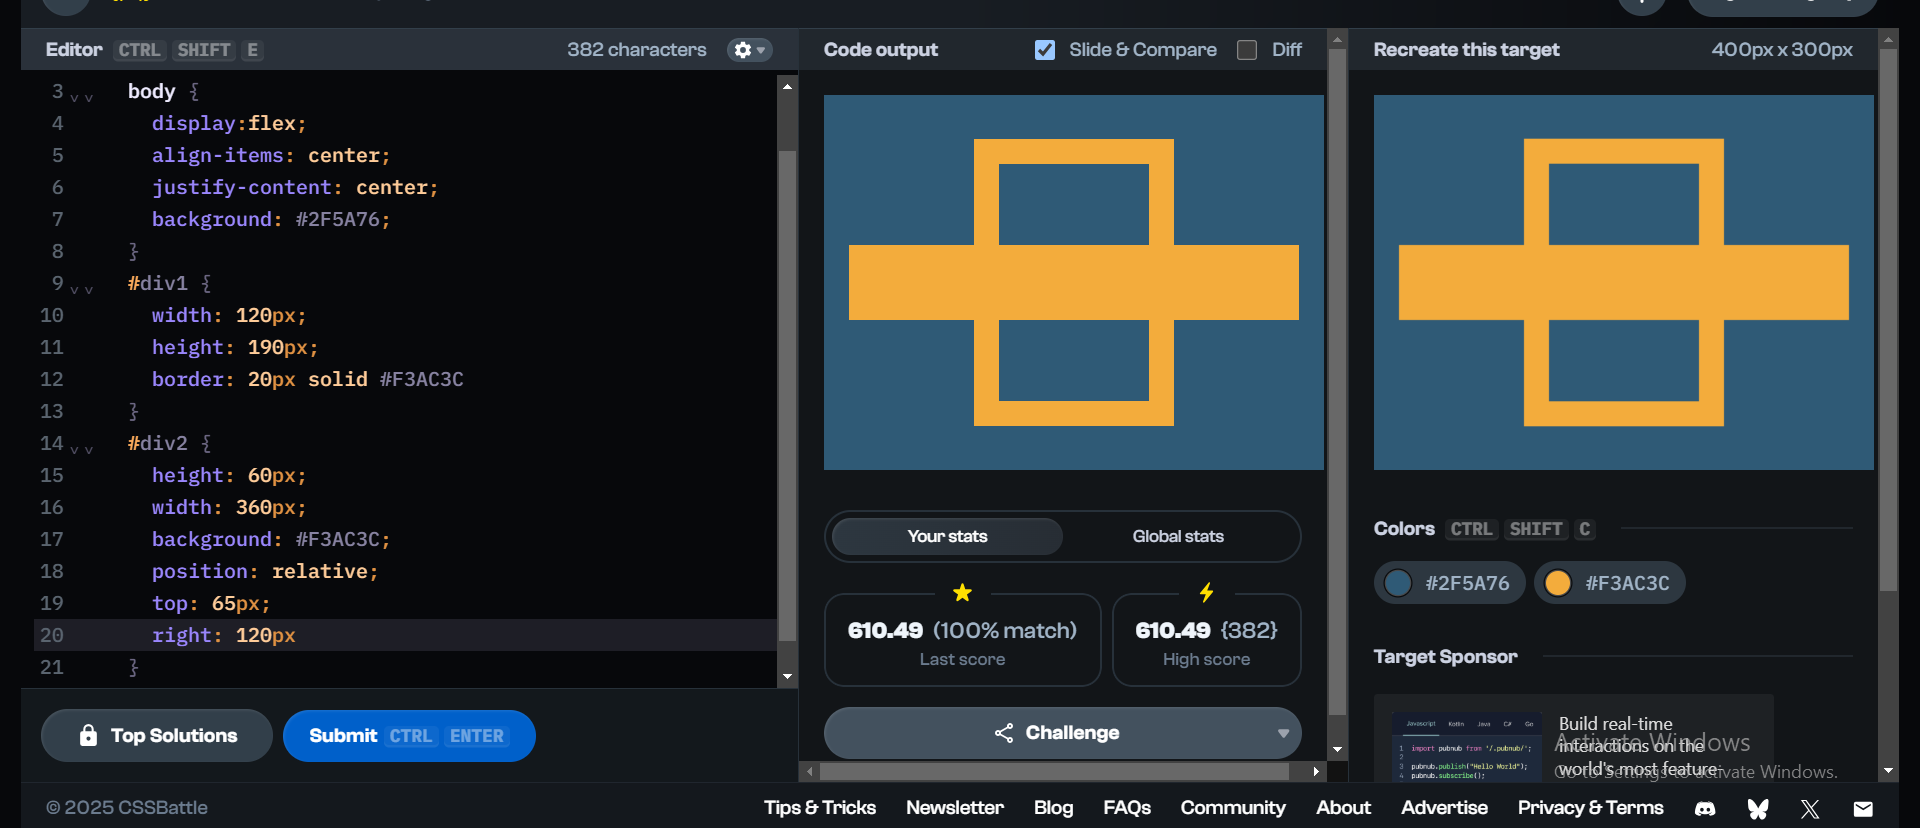 Editor CTRL SHIFT E 382 characters
3 body {
4 display:flex;
5 align-items: center;
6 justify-content: center;
7 background: #2F5A76;
8 }
9 #div1 {
10 width: 120px;
11 height: 190px;
12 border: 20px solid #F3AC3C
13 }
14 #div2 {
15 height: 60px;
16 width: 360px;
17 background: #F3AC3C;
18 position: relative;
19 top: 65px;
20 right: 120px
21 }
Top Solutions
Submit CTRL ENTER
Code output Slide & Compare Diff
Your stats Global stats
610.49 (100% match)
Last score
610.49 {382}
High score
Challenge
Recreate this target 400px x 300px
Colors CTRL SHIFT C
#2F5A76 #F3AC3C
Target Sponsor
Javascript Kotlin Java C# Go
1 import pubnub from './.pubnub/';
2
3 pubnub.publish("Hello World");
4 pubnub.subscribe();
Build real-time
interactions on the
world's most feature-
Activate Windows
Go to Settings to activate Windows.
© 2025 CSSBattle
Tips & Tricks Newsletter Blog FAQs Community About Advertise Privacy & Terms